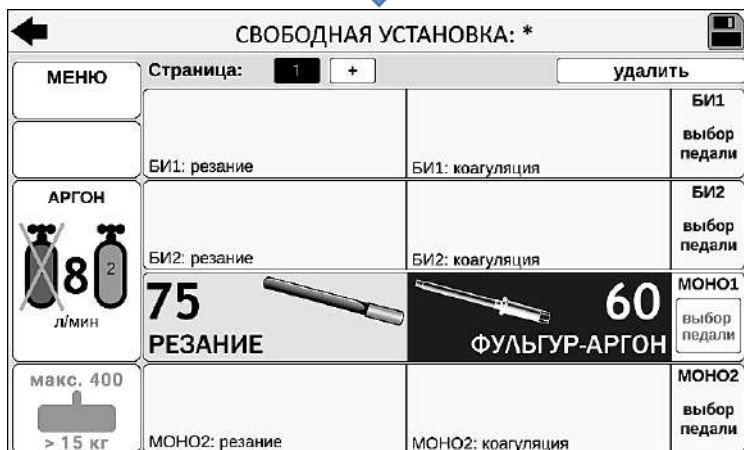 СВОБОДНАЯ УСТАНОВКА: *
МЕНЮ
Страница: 1 + удалить
БИ1: резание
БИ1: коагуляция
БИ1
выбор
педали
АРГОН
8
2
л/мин
БИ2: резание
БИ2: коагуляция
БИ2
выбор
педали
75
РЕЗАНИЕ
60
ФУЛЬГУР-АРГОН
МОНО1
выбор
педали
макс. 400
> 15 кг
МОНО2: резание
МОНО2: коагуляция
МОНО2
выбор
педали